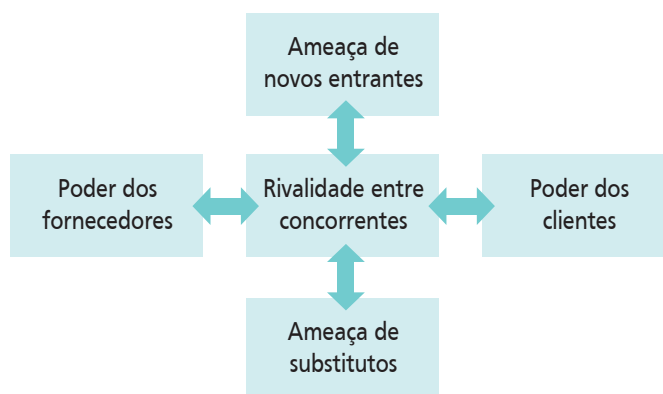 Ameaça de
novos entrantes
Poder dos
fornecedores
Rivalidade entre
concorrentes
Poder dos
clientes
Ameaça de
substitutos